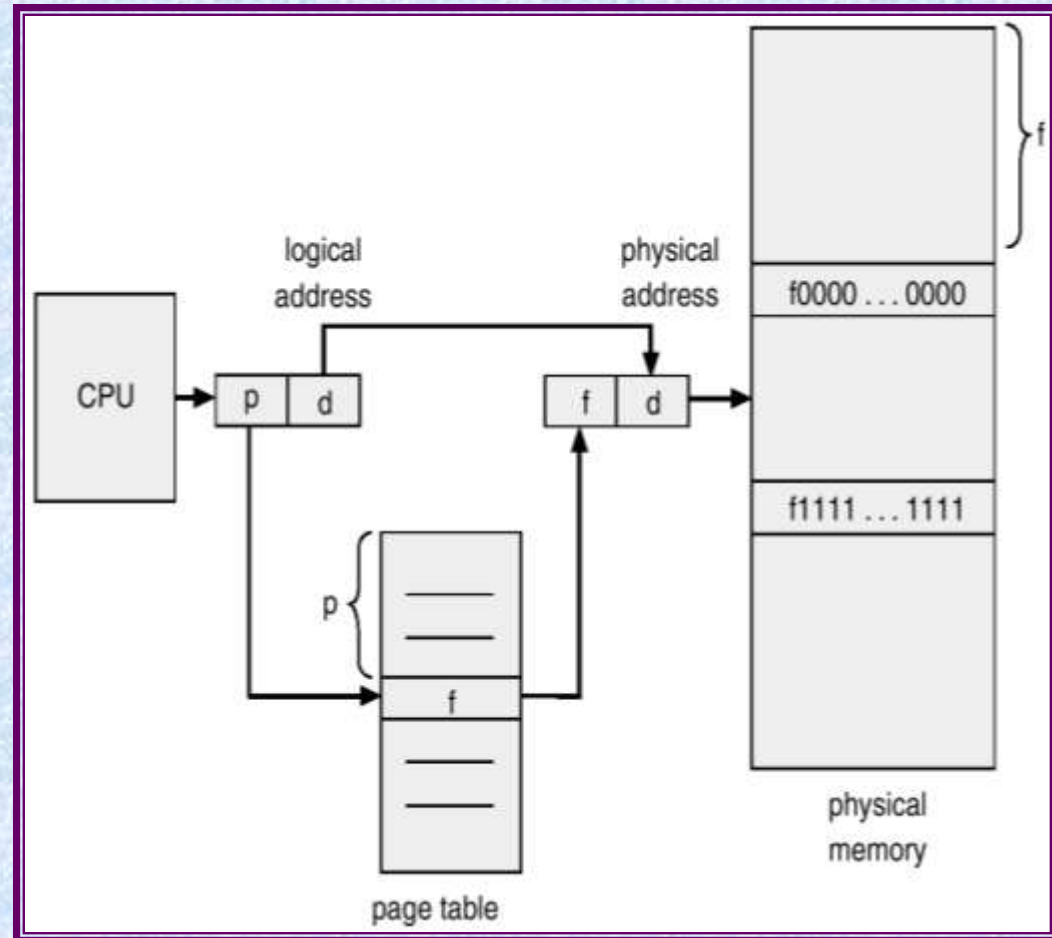 f
logical
address
physical
address
f0000 . . . 0000
CPU
p
d
f
d
f1111 . . . 1111
p
f
physical
memory
page table